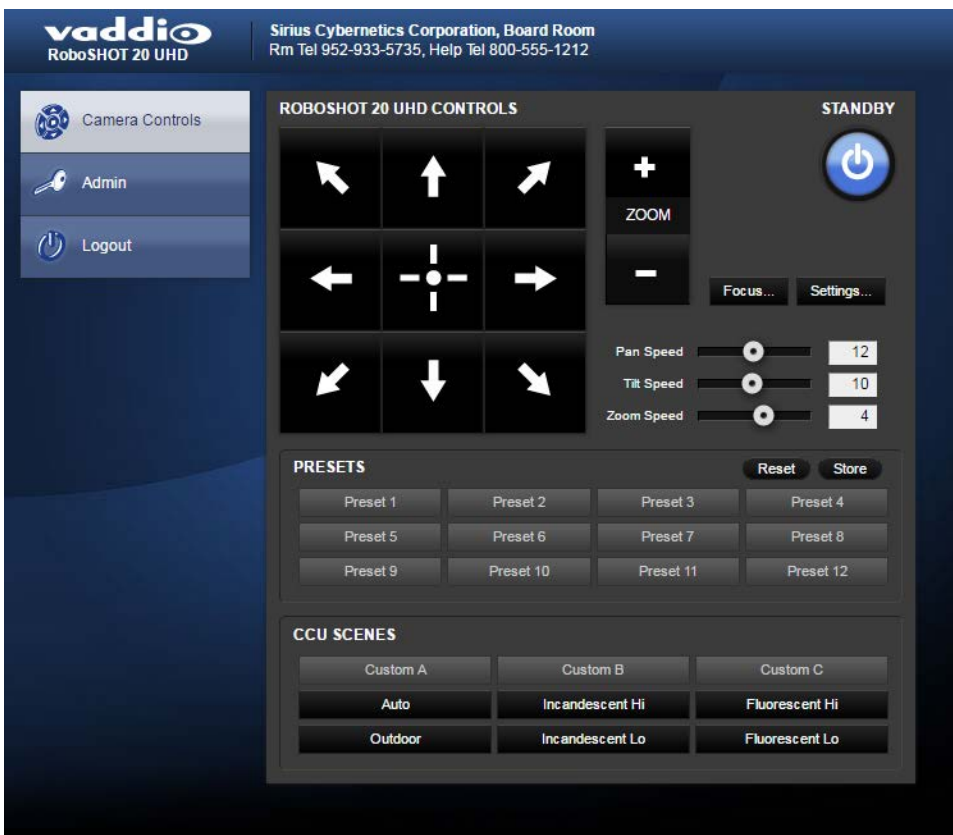 vaddio
RoboSHOT 20 UHD
Sirius Cybernetics Corporation, Board Room
Rm Tel 952-933-5735, Help Tel 800-555-1212
Camera Controls
Admin
Logout
ROBOSHOT 20 UHD CONTROLS
STANDBY
+
ZOOM
-
Focus...
Settings...
Pan Speed 12
Tilt Speed 10
Zoom Speed 4
PRESETS
Reset Store
Preset 1 Preset 2 Preset 3 Preset 4
Preset 5 Preset 6 Preset 7 Preset 8
Preset 9 Preset 10 Preset 11 Preset 12
CCU SCENES
Custom A Custom B Custom C
Auto Incandescent Hi Fluorescent Hi
Outdoor Incandescent Lo Fluorescent Lo